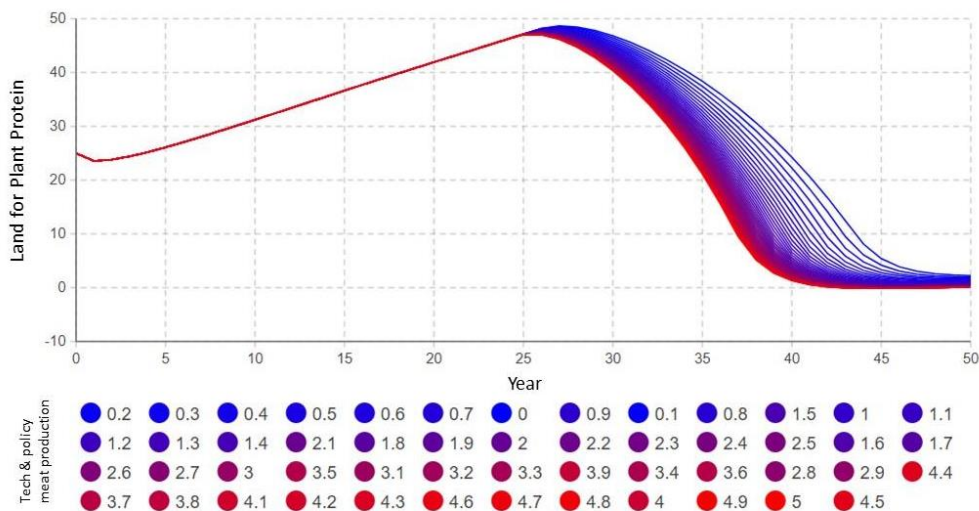 50
40
30
20
10
0
-10
Land for Plant Protein
0 5 10 15 20 25 30 35 40 45 50
Year
Tech & policy
meat production
0.2 0.3 0.4 0.5 0.6 0.7 0 0.9 0.1 0.8 1.5 1 1.1
1.2 1.3 1.4 2.1 1.8 1.9 2 2.2 2.3 2.4 2.5 1.6 1.7
2.6 2.7 3 3.5 3.1 3.2 3.3 3.9 3.4 3.6 2.8 2.9 4.4
3.7 3.8 4.1 4.2 4.3 4.6 4.7 4.8 4 4.9 5 4.5